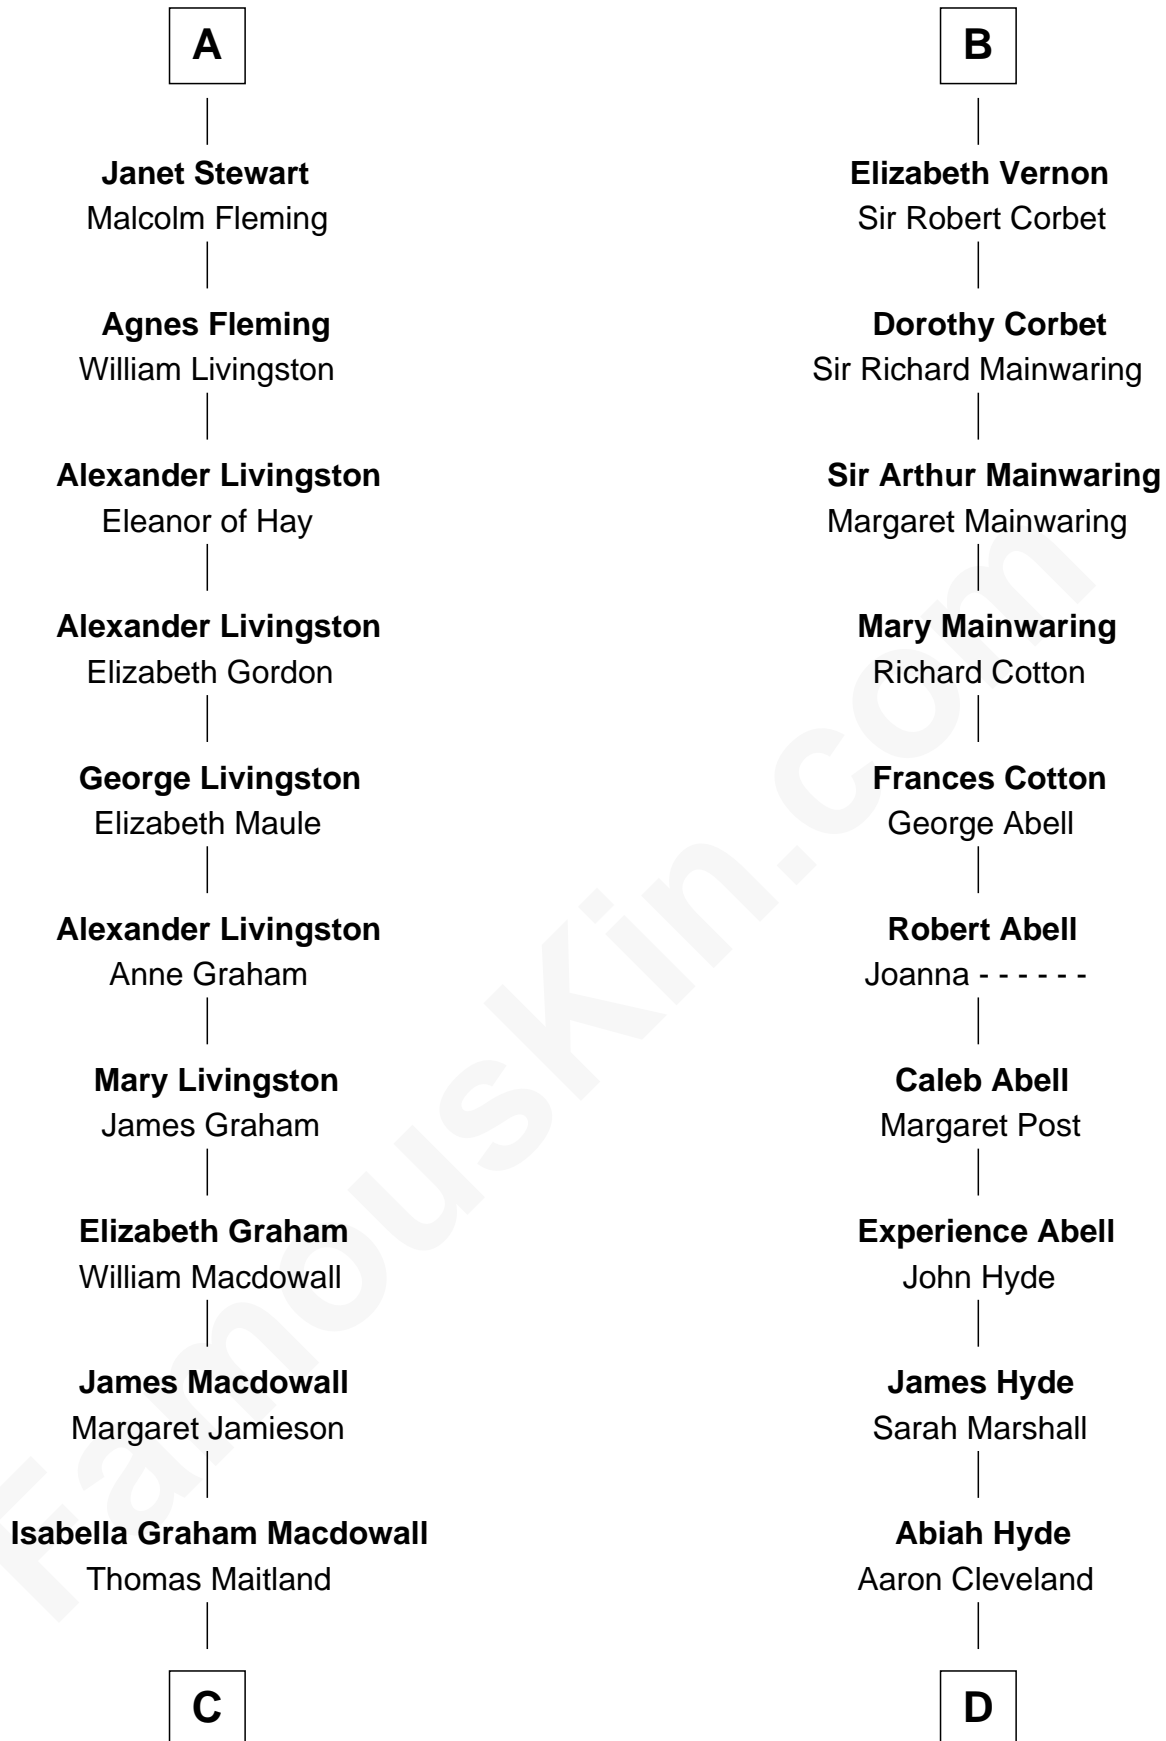 A
Janet Stewart
Malcolm Fleming
Agnes Fleming
William Livingston
Alexander Livingston
Eleanor of Hay
Alexander Livingston
Elizabeth Gordon
George Livingston
Elizabeth Maule
Alexander Livingston
Anne Graham
Mary Livingston
James Graham
Elizabeth Graham
William Macdowall
James Macdowall
Margaret Jamieson
Isabella Graham Macdowall
Thomas Maitland
C
B
Elizabeth Vernon
Sir Robert Corbet
Dorothy Corbet
Sir Richard Mainwaring
Sir Arthur Mainwaring
Margaret Mainwaring
Mary Mainwaring
Richard Cotton
Frances Cotton
George Abell
Robert Abell
Joanna - - - - - -
Caleb Abell
Margaret Post
Experience Abell
John Hyde
James Hyde
Sarah Marshall
Abiah Hyde
Aaron Cleveland
D
FamousKin.com